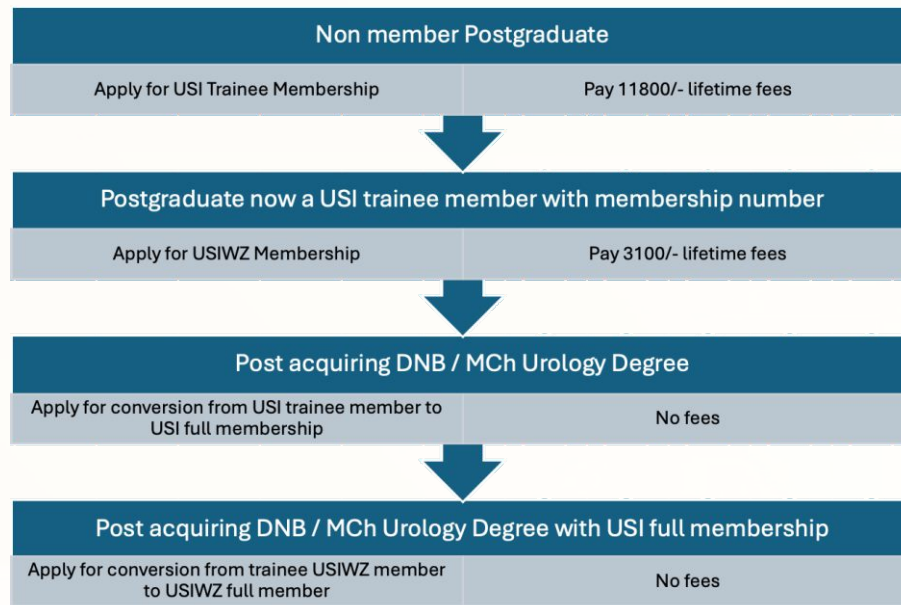 Non member Postgraduate
Apply for USI Trainee Membership
Pay 11800/- lifetime fees
Postgraduate now a USI trainee member with membership number
Apply for USIWZ Membership
Pay 3100/- lifetime fees
Post acquiring DNB / MCh Urology Degree
Apply for conversion from USI trainee member to
USI full membership
No fees
Post acquiring DNB / MCh Urology Degree with USI full membership
Apply for conversion from trainee USIWZ member
to USIWZ full member
No fees